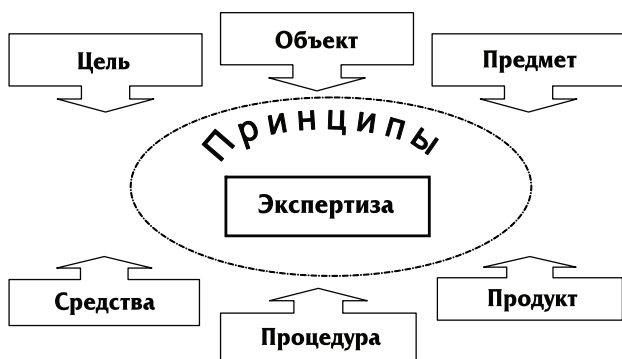 Цель
Объект
Предмет
Принципы
Экспертиза
Средства
Процедура
Продукт